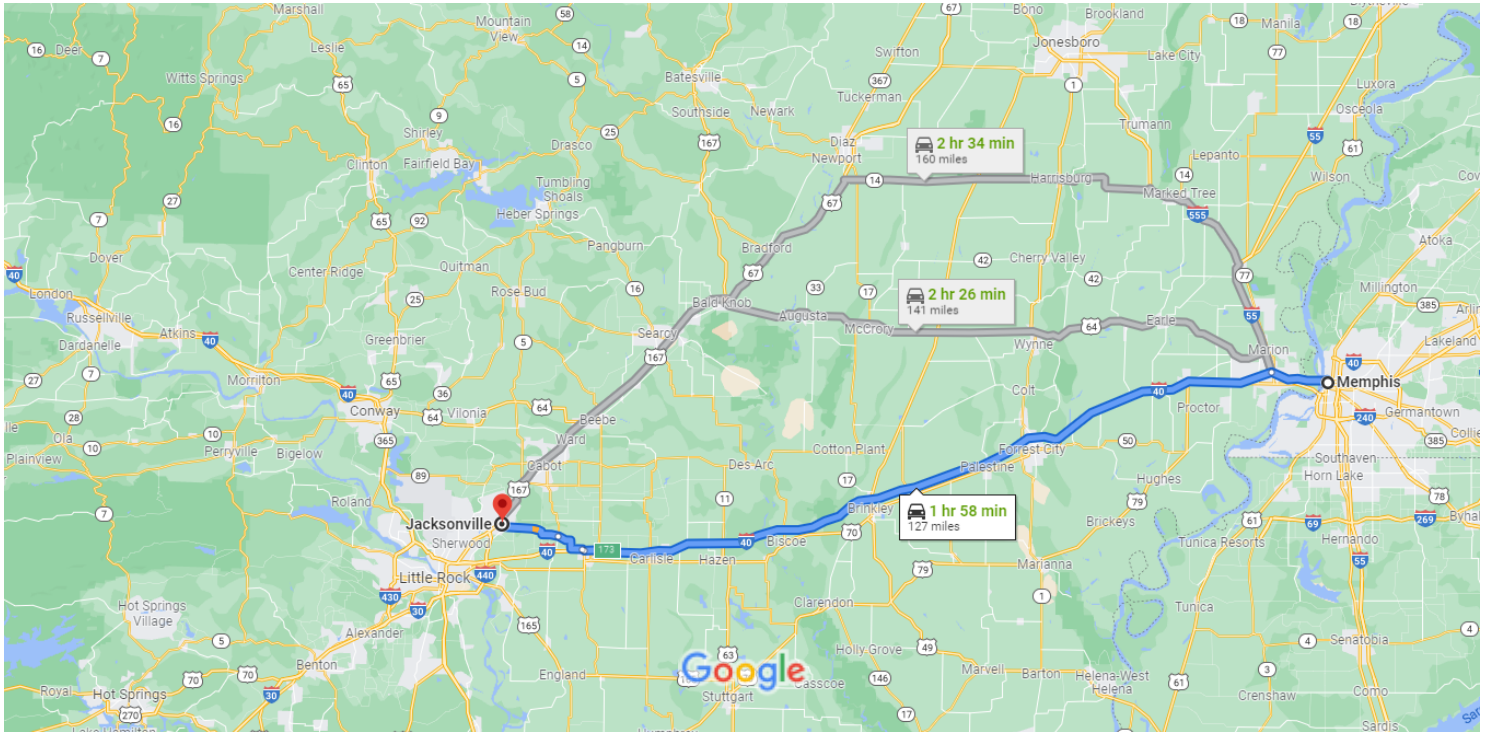 Marshall
58
Mountain
View
14
67
Bono
Brookland
18
Manila
18
16
Deer
7
Leslie
66
Swifton
Jonesboro
Lake City
77
Witts Springs
65
5
Batesville
367
Luxora
7
9
Southside
Newark
Tuckerman
1
Osceola
16
Shirley
25
Trumann
55
61
Clinton
Fairfield Bay
Drasco
167
Diaz
Newport
2 hr 34 min
160 miles
Lepanto
Wilson
27
65
Tumbling
Shoals
14
Harrisburg
Marked Tree
14
7
92
Heber Springs
67
555
Dover
Pangburn
Bradford
Atoka
40
Center Ridge
Quitman
67
42
Cherry Valley
77
London
25
Rose Bud
16
33
17
2 hr 26 min
141 miles
42
Millington
385
Russellville
Bald Knob
Augusta
55
Atkins
40
5
Searcy
McCrory
64
Earle
Dardanelle
Greenbrier
167
Wynne
Marion
40
Lakeland
27
7
Morrilton
40
65
36
Colt
40
Memphis
28
Conway
64
Vilonia
64
Beebe
Proctor
240
Germantown
Ola
10
10
365
Ward
Cotton Plant
Forrest City
50
385
Plainview
Perryville
Bigelow
89
Cabot
Des Arc
Palestine
Southaven
Horn Lake
167
17
Hughes
78
Roland
11
Brinkley
1 hr 58 min
127 miles
79
Jacksonville
Brickeys
61
69
269
Sherwood
40
173
40
Biscoe
70
Tunica Resorts
Hernando
Carlisle
Hazen
79
Marianna
55
Little Rock
440
430
30
1
Hot Springs
Village
165
Clarendon
Tunica
5
Alexander
4
Senatobia
4
63
Holly Grove
49
Benton
England
Google
Marvell
Barton
Helena-West
Helena
61
3
70
70
30
146
Crenshaw
Como
Royal
Hot Springs
Stuttgart
Casscoe
270
17
Sardis